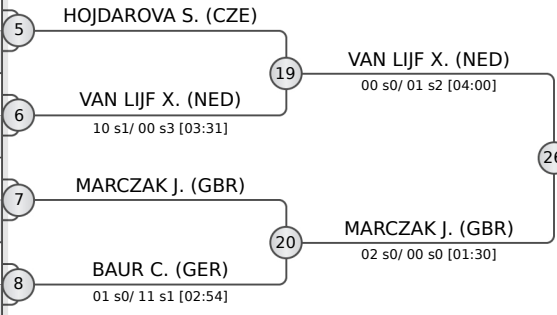 HOJDAROVA S. (CZE)
5
VAN LIJF X. (NED)
19
00 s0/ 01 s2 [04:00]
VAN LIJF X. (NED)
6
10 s1/ 00 s3 [03:31]
26
MARCZAK J. (GBR)
7
MARCZAK J. (GBR)
20
02 s0/ 00 s0 [01:30]
BAUR C. (GER)
8
01 s0/ 11 s1 [02:54]